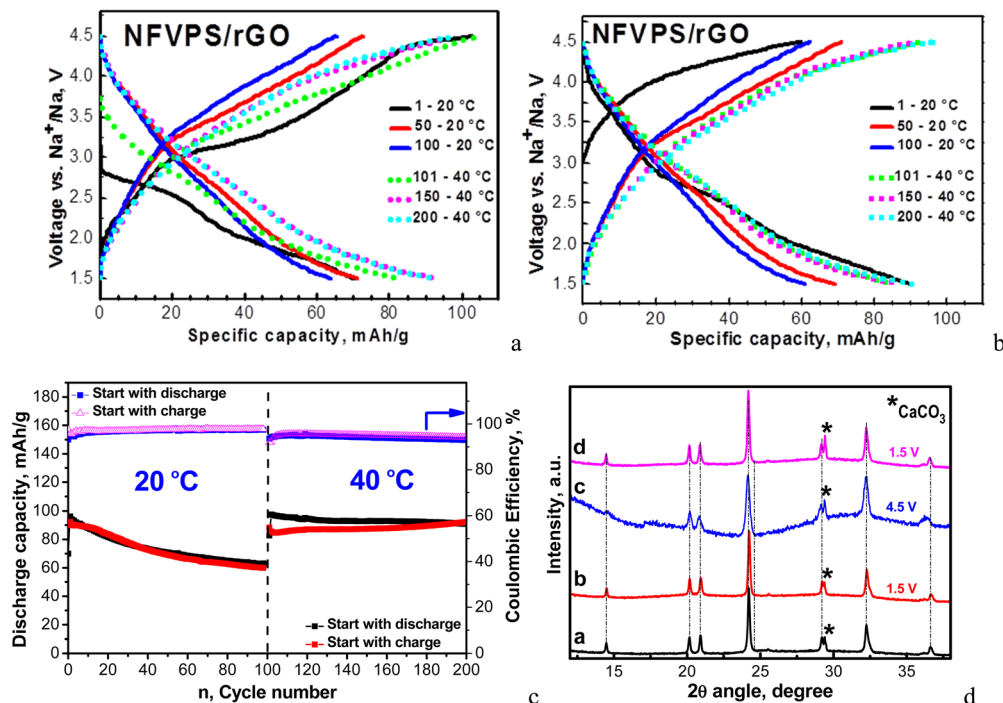 NFVPS/rGO
Voltage vs. Na⁺/Na, V
4.5
4.0
3.5
3.0
2.5
2.0
1.5
1 - 20 °C
50 - 20 °C
100 - 20 °C
101 - 40 °C
150 - 40 °C
200 - 40 °C
0 20 40 60 80 100
Specific capacity, mAh/g
a
NFVPS/rGO
Voltage vs. Na⁺/Na, V
4.5
4.0
3.5
3.0
2.5
2.0
1.5
1 - 20 °C
50 - 20 °C
100 - 20 °C
101 - 40 °C
150 - 40 °C
200 - 40 °C
0 20 40 60 80 100
Specific capacity, mAh/g
b
Discharge capacity, mAh/g
180
160
140
120
100
80
60
40
20
0
Start with discharge
Start with charge
20 °C
40 °C
Start with discharge
Start with charge
100
80
60
40
20
0
Coulombic Efficiency, %
0 20 40 60 80 100 120 140 160 180 200
n, Cycle number
c
Intensity, a.u.
*CaCO₃
d
*
1.5 V
c
*
4.5 V
b
*
1.5 V
a
*
15 20 25 30 35
2θ angle, degree
d